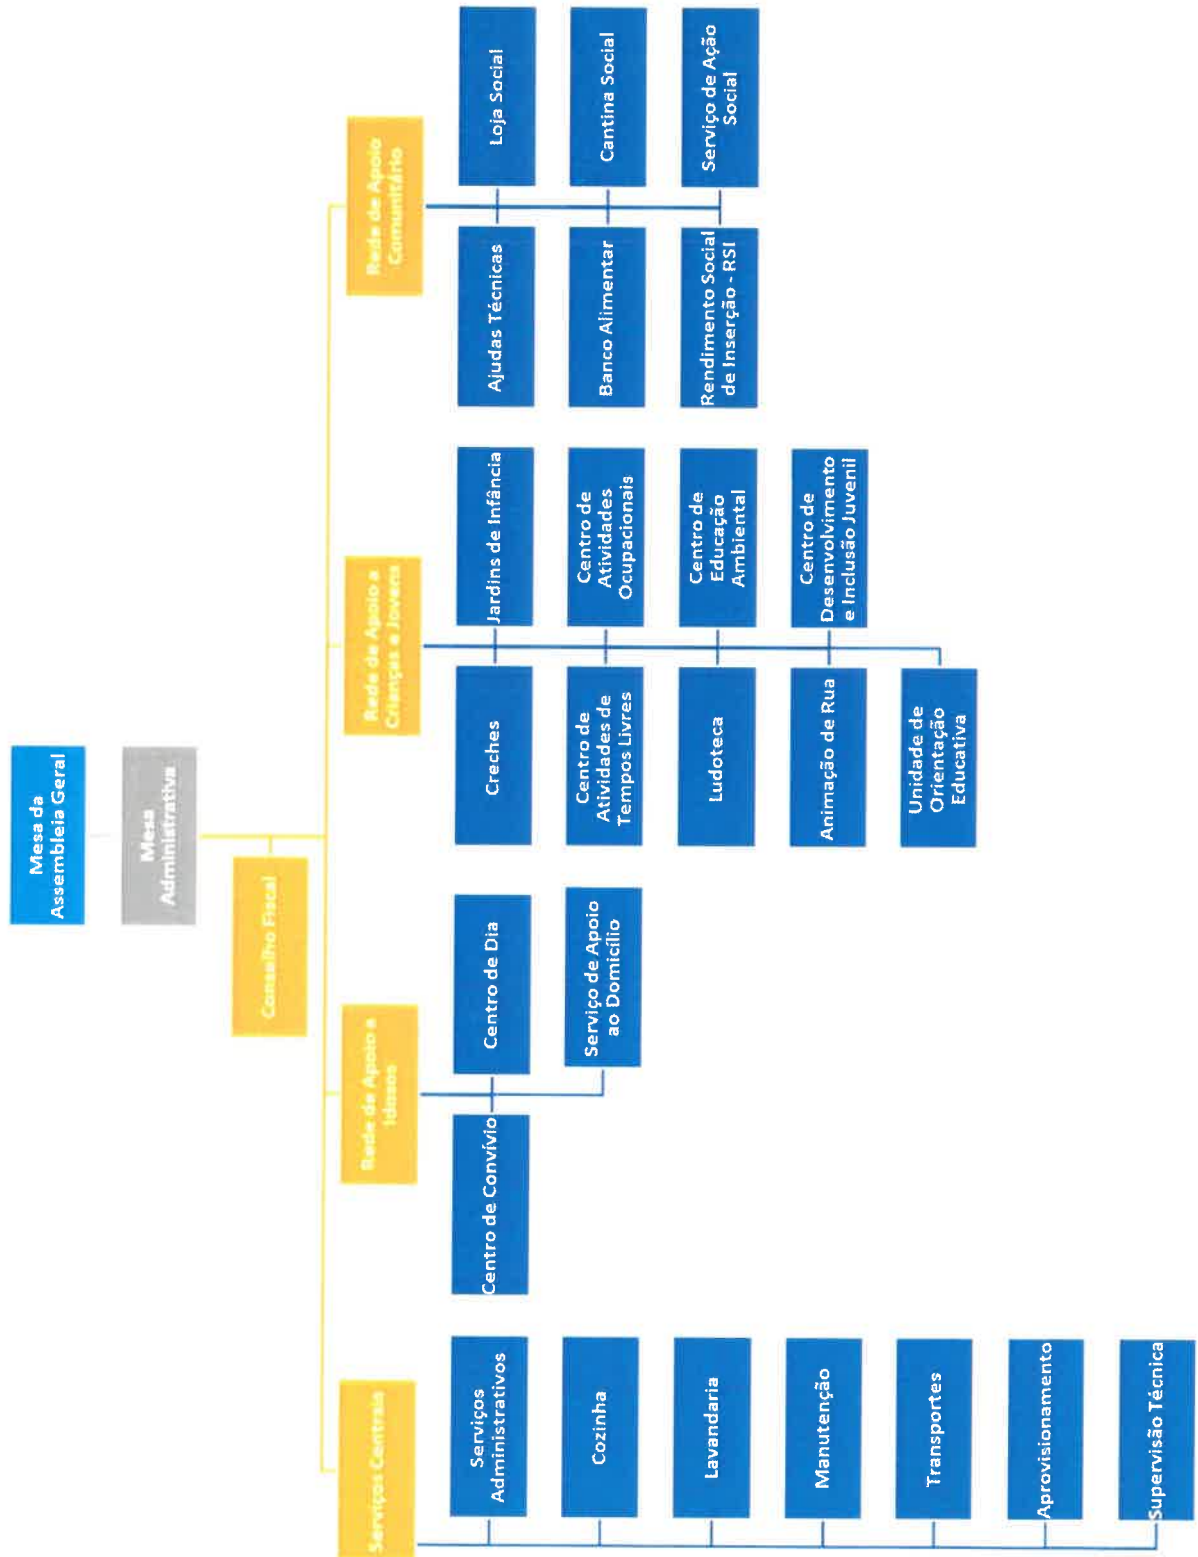 Mesa da
Assembleia Geral
Mesa
Administrativa
Conselho Fiscal
Serviços Centrais
Serviços
Administrativos
Cozinha
Lavandaria
Manutenção
Transportes
Aprovisionamento
Supervisão Técnica
Rede de Apoio a
Idosos
Centro de Convívio
Centro de Dia
Serviço de Apoio
ao Domicílio
Rede de Apoio a
Crianças e Jovens
Creches
Jardins de Infância
Centro de
Atividades de
Tempos Livres
Centro de
Atividades
Ocupacionais
Ludoteca
Centro de
Educação
Ambiental
Animação de Rua
Centro de
Desenvolvimento
e Inclusão Juvenil
Unidade de
Orientação
Educativa
Rede de Apoio
Comunitário
Ajudas Técnicas
Loja Social
Banco Alimentar
Cantina Social
Rendimento Social
de Inserção - RSI
Serviço de Ação
Social